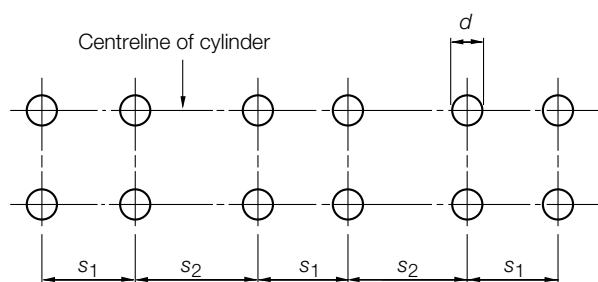 d
Centreline of cylinder
s1 s2 s1 s2 s1